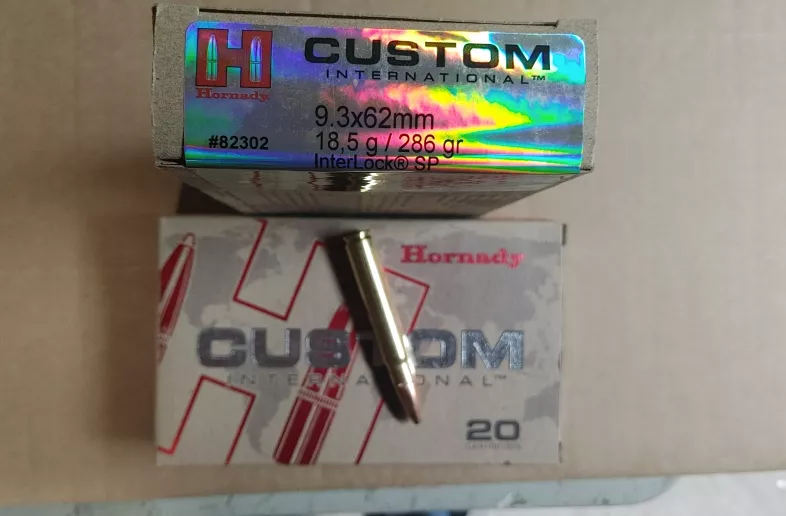 CUSTOM
INTERNATIONAL™
Hornady
9.3x62mm
#82302
18,5 g / 286 gr
InterLock® SP
Hornady
CUSTOM
INTERNATIONAL™
20